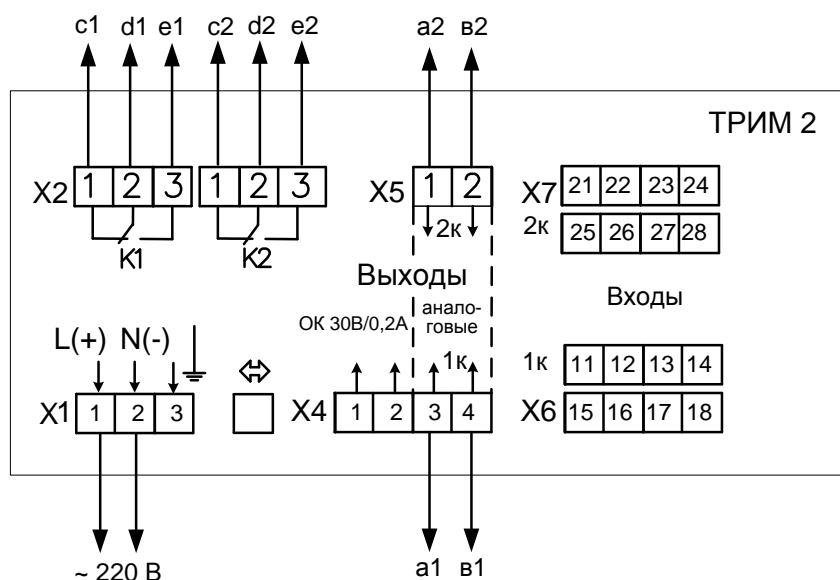 c1 d1 e1 c2 d2 e2 a2 в2
ТРИМ 2
X2 1 2 3 1 2 3 X5 1 2 X7 21 22 23 24
K1 K2 2к 2к 25 26 27 28
Выходы
Входы
ОК 30В/0,2А
анало-
говые
L(+) N(-)
1к 1к 11 12 13 14
X1 1 2 3 X4 1 2 3 4 X6 15 16 17 18
~ 220 В a1 в1